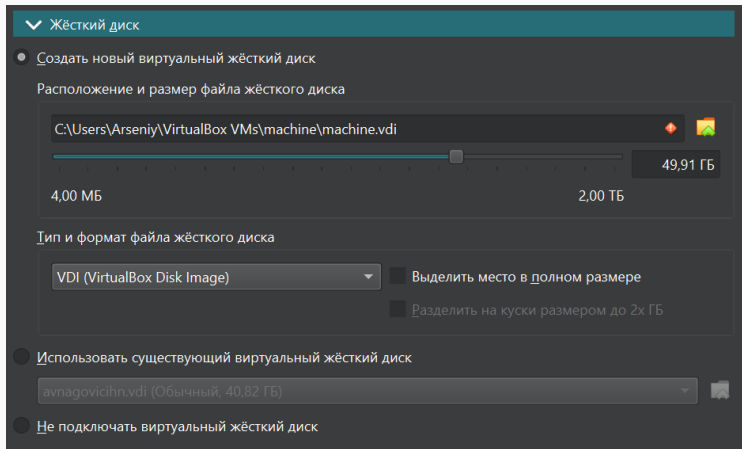 Жёсткий диск
Создать новый виртуальный жёсткий диск
Расположение и размер файла жёсткого диска
C:\Users\Arseniy\VirtualBox VMs\machine\machine.vdi
49,91 ГБ
4,00 МБ 2,00 ТБ
Тип и формат файла жёсткого диска
VDI (VirtualBox Disk Image) Выделить место в полном размере
Разделить на куски размером до 2х ГБ
Использовать существующий виртуальный жёсткий диск
avnagovicihn.vdi (Обычный, 40,82 ГБ)
Не подключать виртуальный жёсткий диск